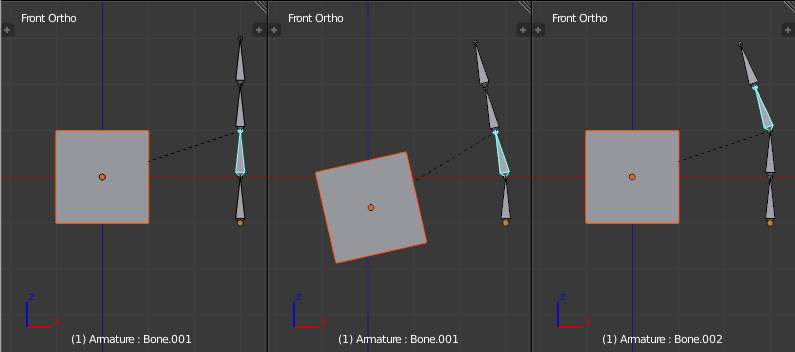 Front Ortho
Front Ortho
Front Ortho
Z
X
Z
X
Z
X
(1) Armature : Bone.001
(1) Armature : Bone.001
(1) Armature : Bone.002